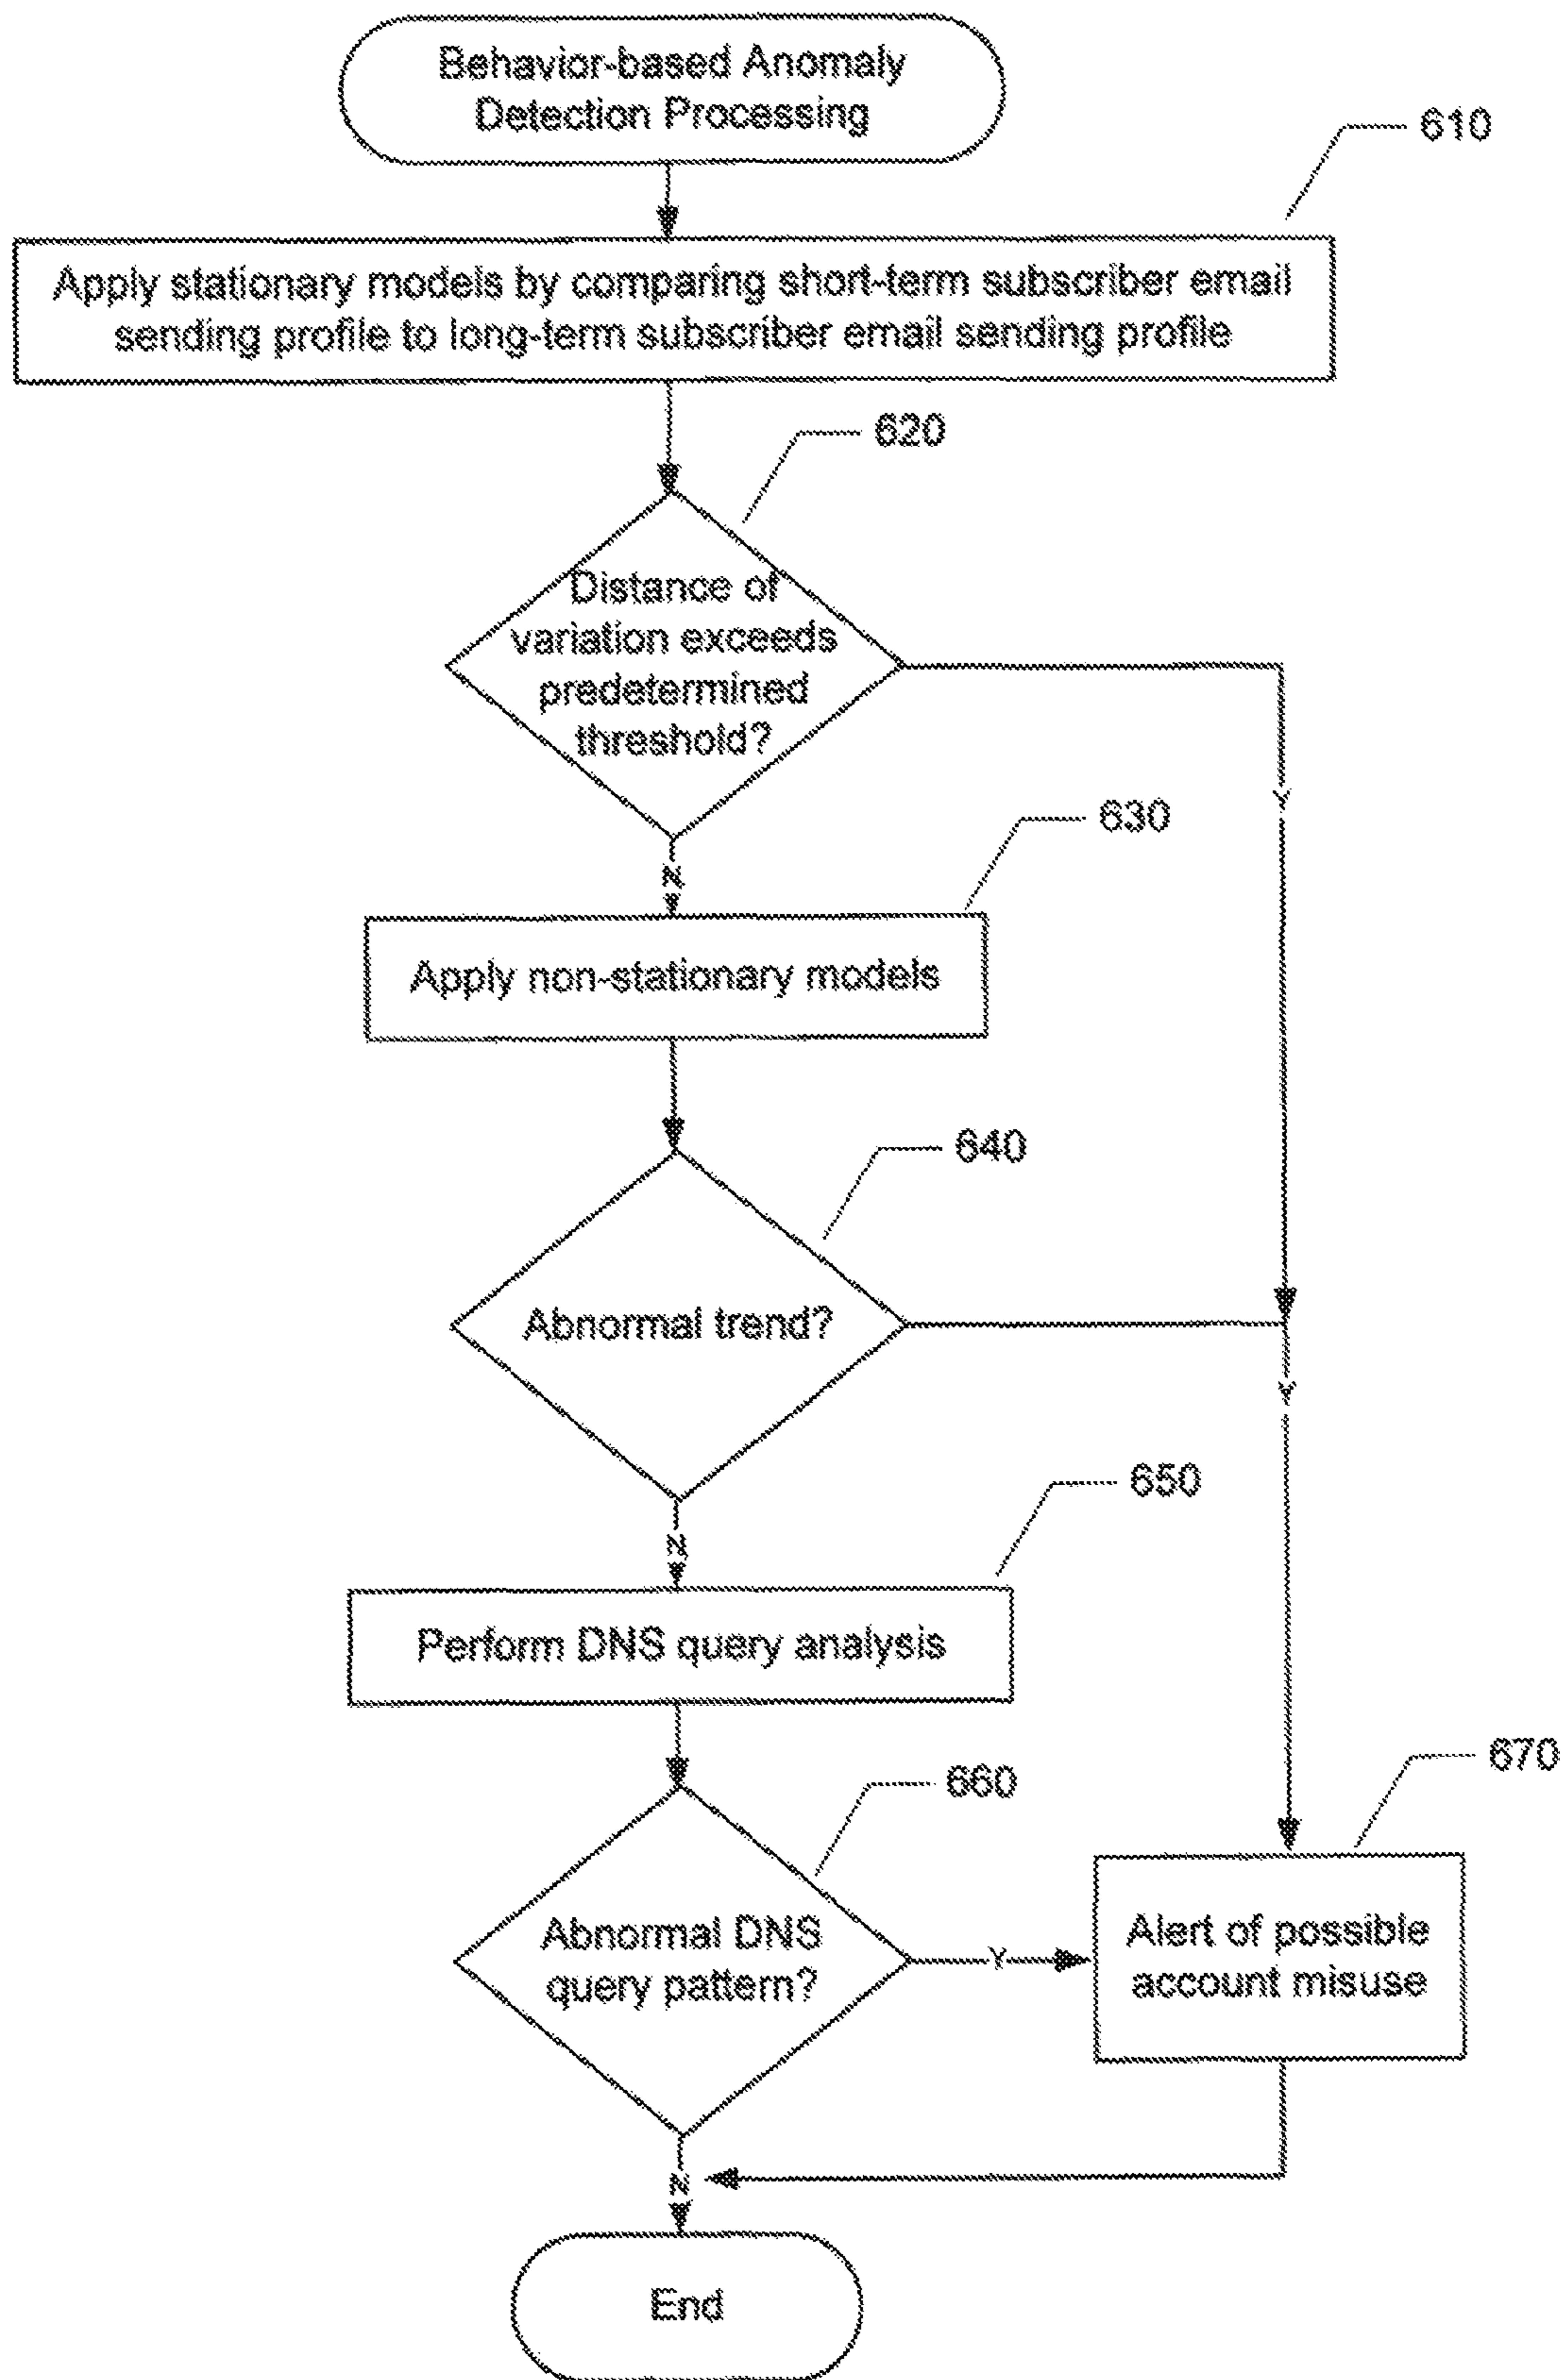 Behavior-based Anomaly
Detection Processing
610
Apply stationary models by comparing short-term subscriber email
sending profile to long-term subscriber email sending profile
620
Distance of
variation exceeds
predetermined
threshold?
Y
630
N
Apply non-stationary models
640
Abnormal trend?
Y
650
N
Perform DNS query analysis
670
660
Abnormal DNS
query pattern?
Y
Alert of possible
account misuse
N
End